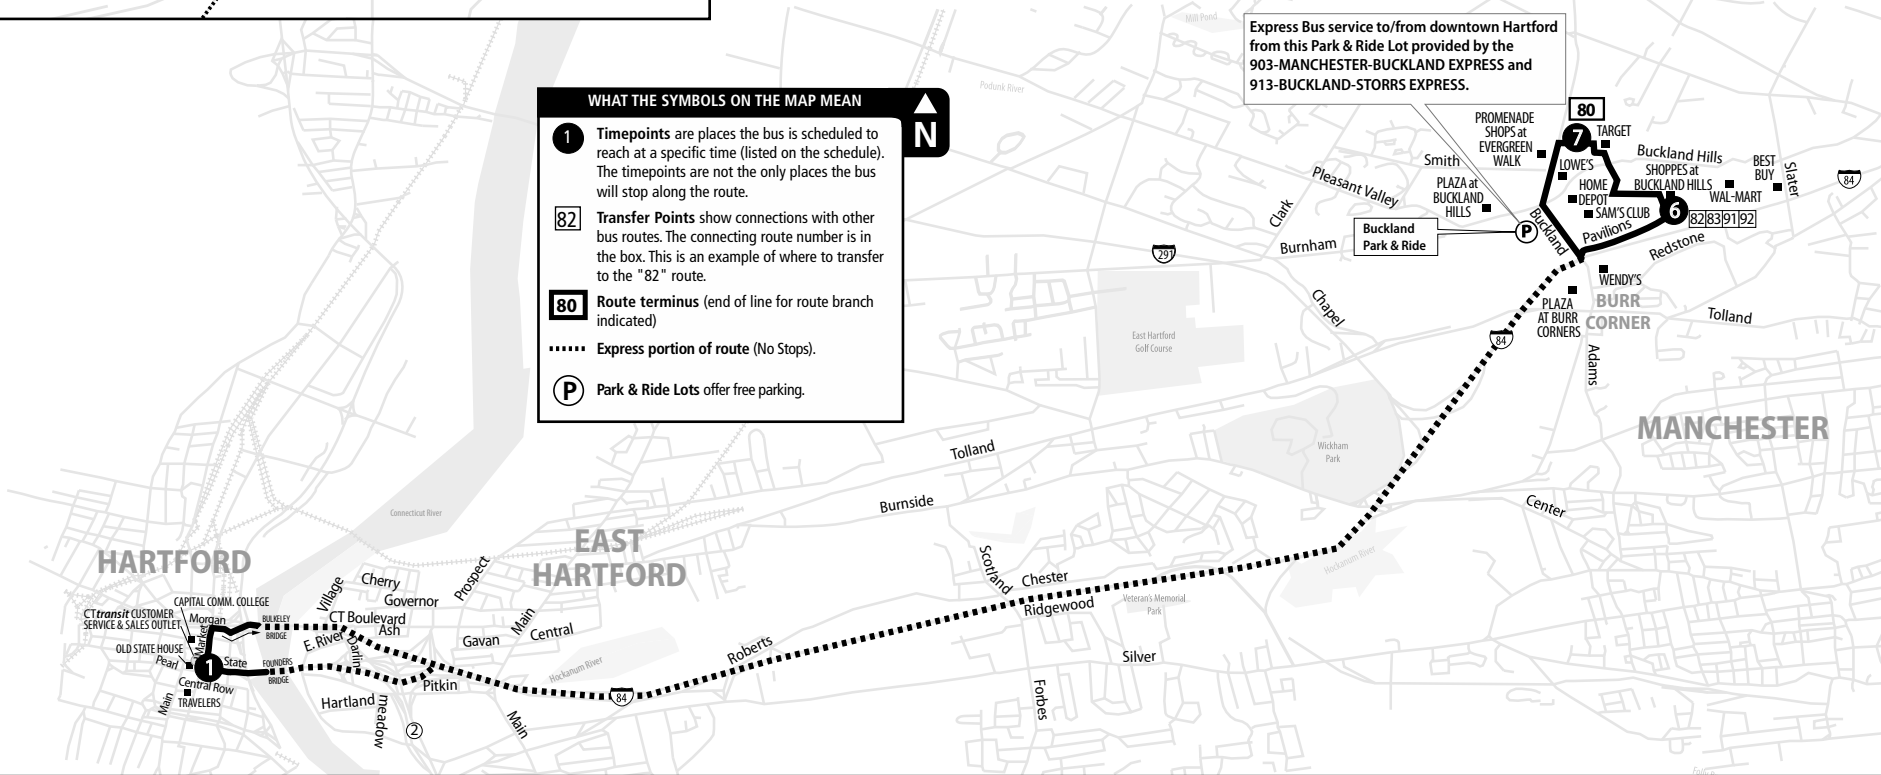 Mill Pond
Express Bus service to/from downtown Hartford
from this Park & Ride Lot provided by the
903-MANCHESTER-BUCKLAND EXPRESS and
913-BUCKLAND-STORRS EXPRESS.
WHAT THE SYMBOLS ON THE MAP MEAN
N
1
Timepoints are places the bus is scheduled to
reach at a specific time (listed on the schedule).
The timepoints are not the only places the bus
will stop along the route.
82
Transfer Points show connections with other
bus routes. The connecting route number is in
the box. This is an example of where to transfer
to the "82" route.
80
Route terminus (end of line for route branch
indicated)
Express portion of route (No Stops).
P
Park & Ride Lots offer free parking.
Podunk River
80
7
TARGET
PROMENADE
SHOPS at
EVERGREEN
WALK
LOWE'S
Smith
Pleasant Valley
PLAZA at
BUCKLAND
HILLS
HOME
DEPOT
SAM'S CLUB
Buckland Hills
SHOPPES at
BUCKLAND HILLS
BEST
BUY
WAL-MART
Slater
84
6
82 83 91 92
Clark
Burnham
Buckland
Park & Ride
P
Buckland
Pavilions
Redstone
291
WENDY'S
Chapel
PLAZA
AT BURR
CORNERS
BURR
CORNER
Tolland
84
Adams
East Hartford
Golf Course
MANCHESTER
Wickham
Park
Tolland
Burnside
Center
Connecticut River
HARTFORD
EAST
HARTFORD
Hockanum River
Scotland
Chester
Ridgewood
Veteran's Memorial
Park
Silver
Forbes
Roberts
Prospect
Cherry
Village
Governor
CT Boulevard
Ash
E. River
Darlin
Main
Gavan
Central
Hockanum River
CAPITAL COMM. COLLEGE
CTtransit CUSTOMER
SERVICE & SALES OUTLET
Morgan
Market
BULKELEY
BRIDGE
OLD STATE HOUSE
Pearl
1
State
FOUNDERS
BRIDGE
Central Row
Main
TRAVELERS
Pitkin
84
Hartland
meadow
2
Main